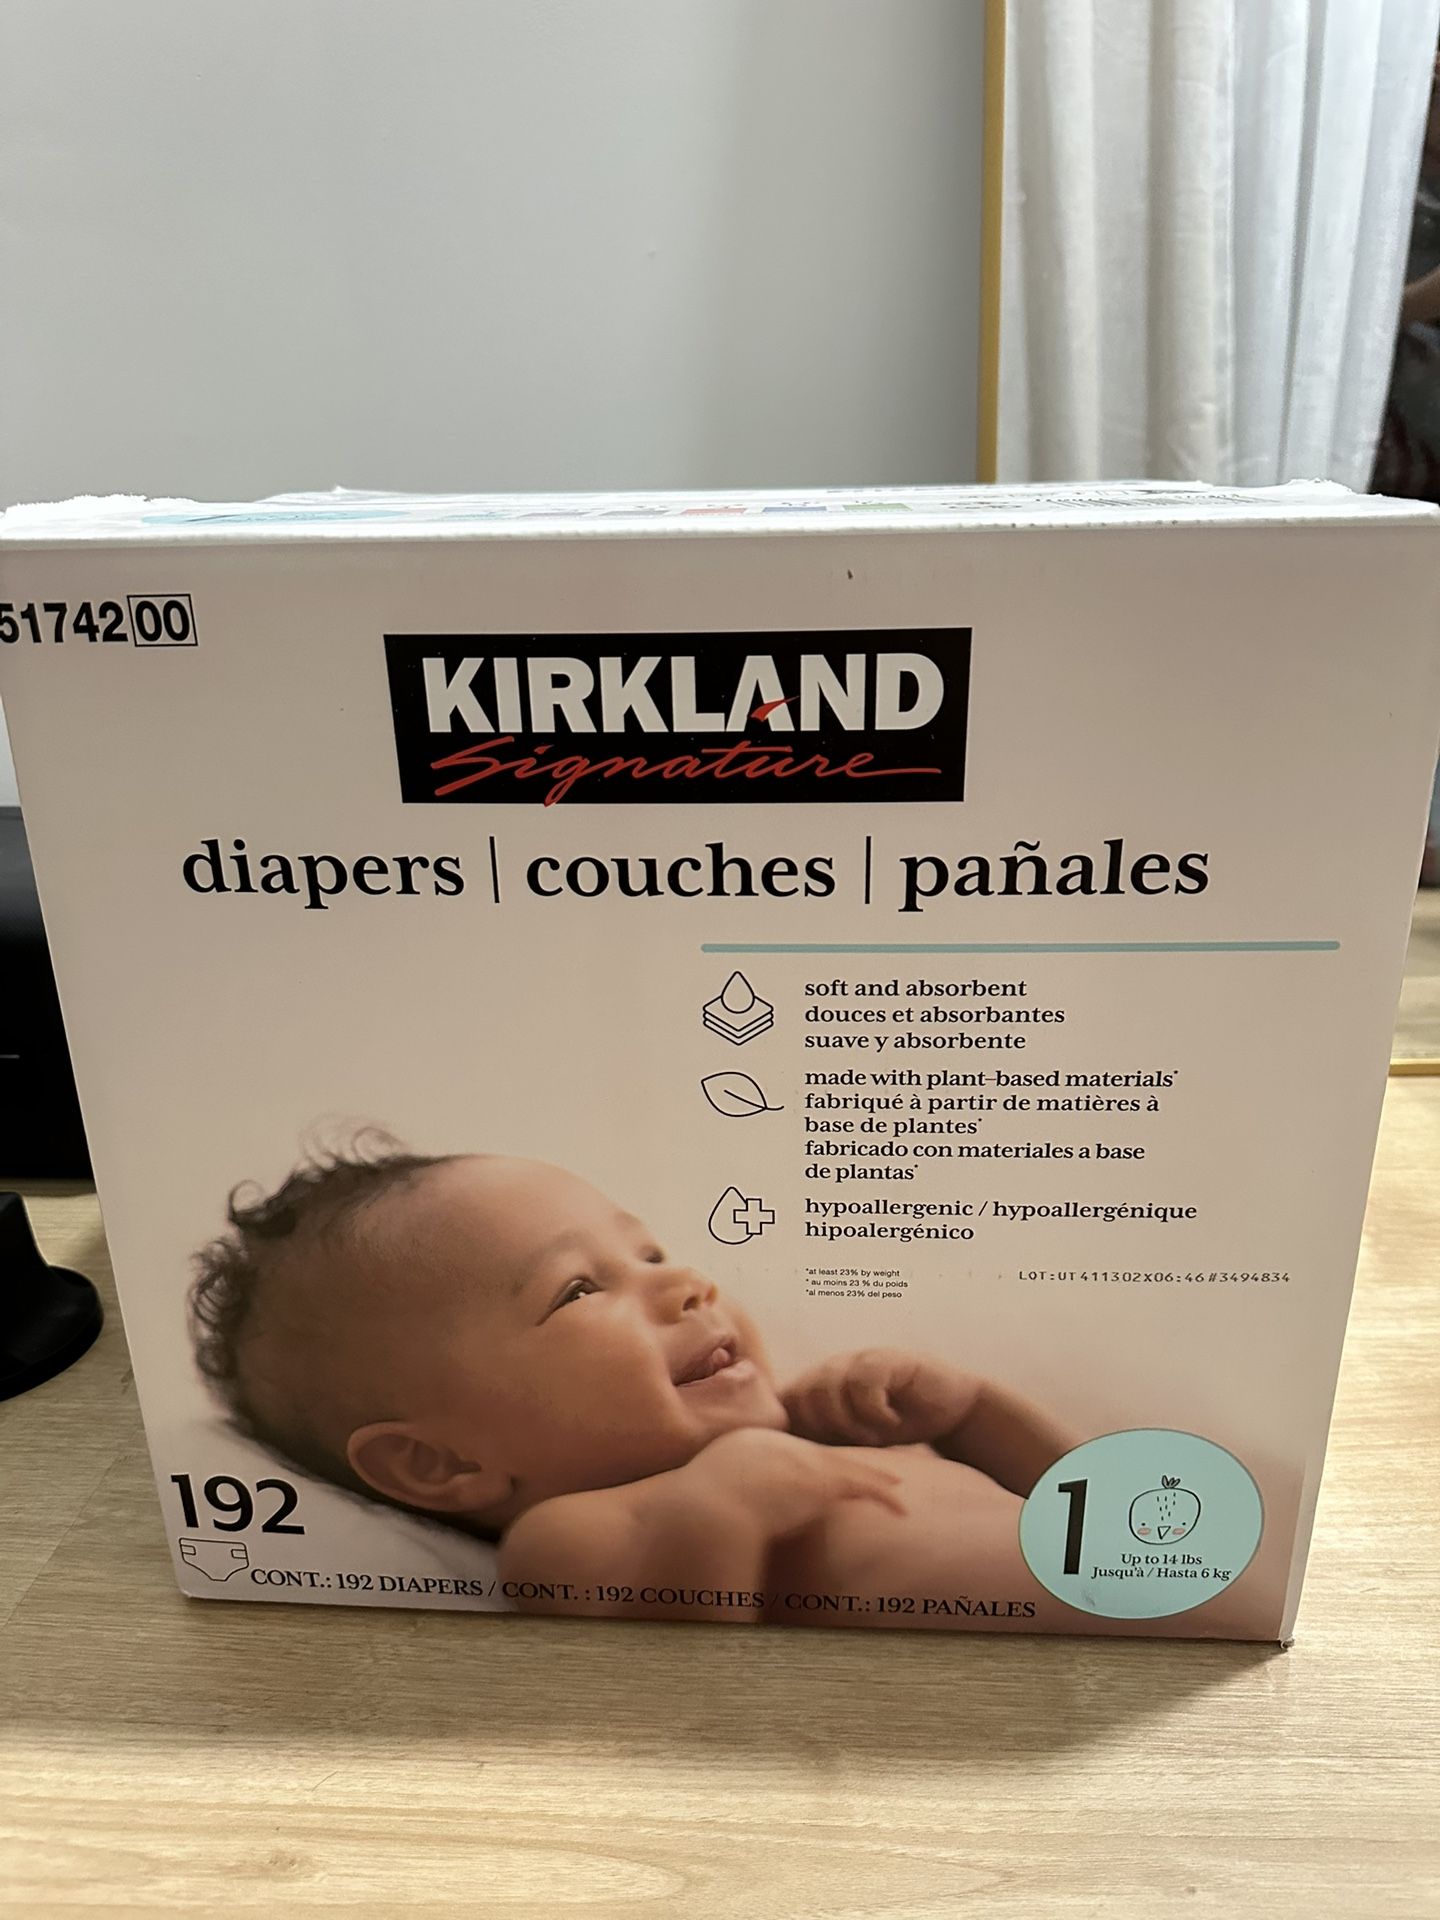 5174200
KIRKLAND
Signature
diapers | couches | pañales
soft and absorbent
douces et absorbantes
suave y absorbente
made with plant-based materials*
fabriqué à partir de matières à
base de plantes*
fabricado con materiales a base
de plantas*
hypoallergenic / hypoallergénique
hipoalergénico
*at least 23% by weight
* au moins 23 % du poids
*al menos 23% del peso
LOT:UT411302X06:46#3494834
192
CONT.: 192 DIAPERS / CONT. : 192 COUCHES / CONT.: 192 PAÑALES
1
Up to 14 lbs
Jusqu'à / Hasta 6 kg